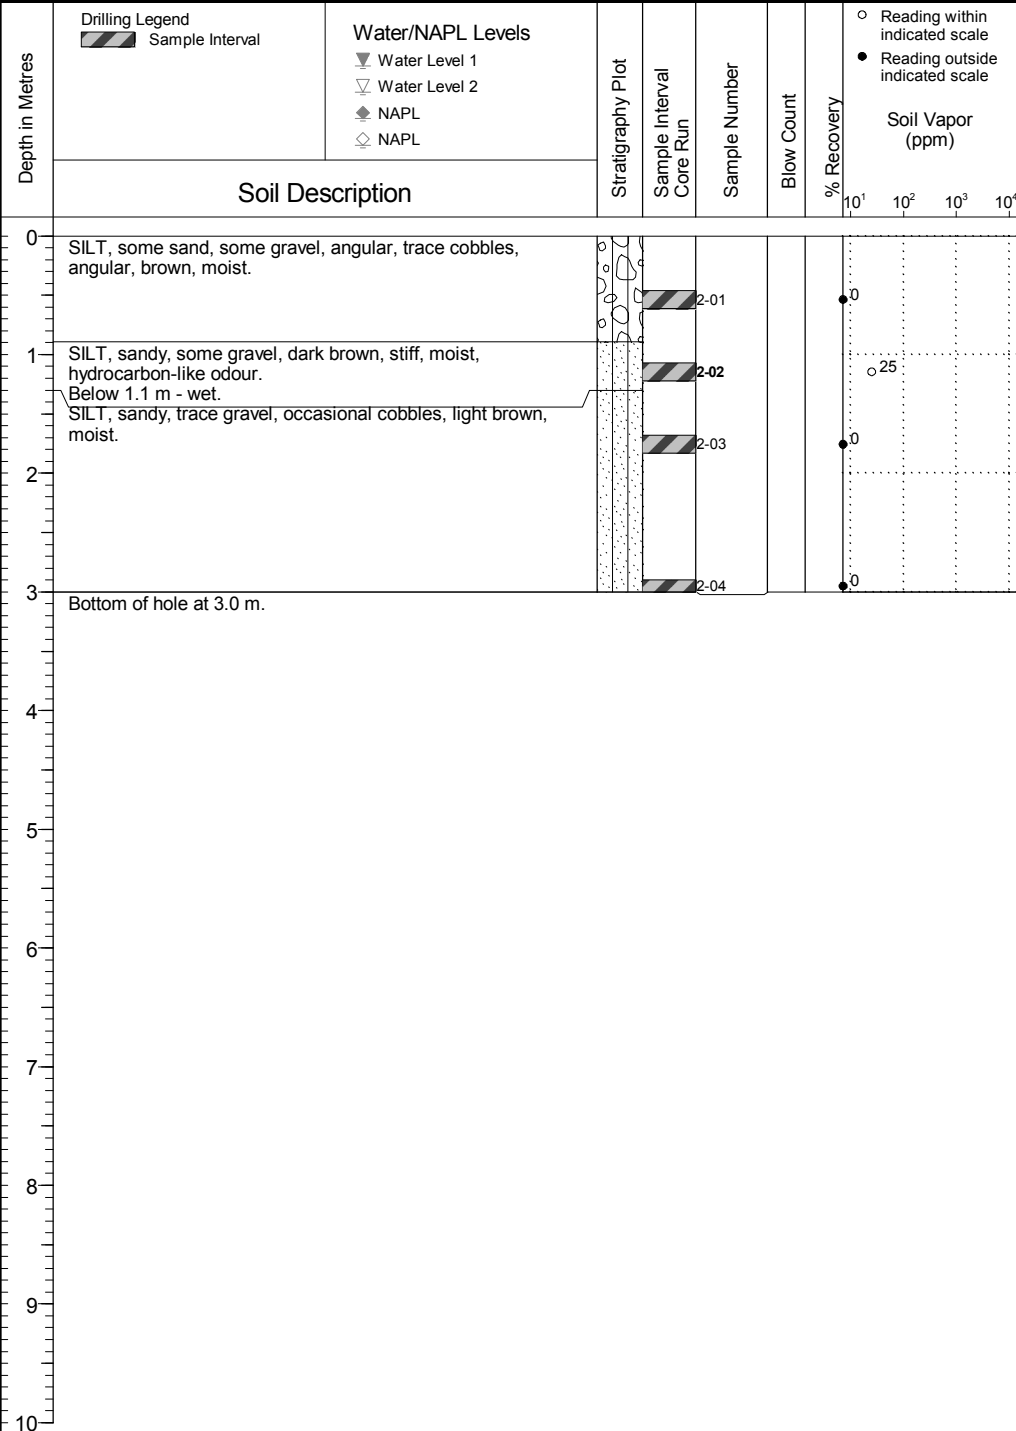 Drilling Legend
Sample Interval
Water/NAPL Levels
Water Level 1
Water Level 2
NAPL
NAPL
Depth in Metres
Soil Description
Stratigraphy Plot
Sample Interval
Core Run
Sample Number
Blow Count
% Recovery
Reading within
indicated scale
Reading outside
indicated scale
Soil Vapor
(ppm)
10¹ 10² 10³ 10⁴
0
SILT, some sand, some gravel, angular, trace cobbles,
angular, brown, moist.
2-01
0
1
SILT, sandy, some gravel, dark brown, stiff, moist,
hydrocarbon-like odour.
Below 1.1 m - wet.
2-02
25
SILT, sandy, trace gravel, occasional cobbles, light brown,
moist.
2-03
0
2
2-04
0
3
Bottom of hole at 3.0 m.
4
5
6
7
8
9
10